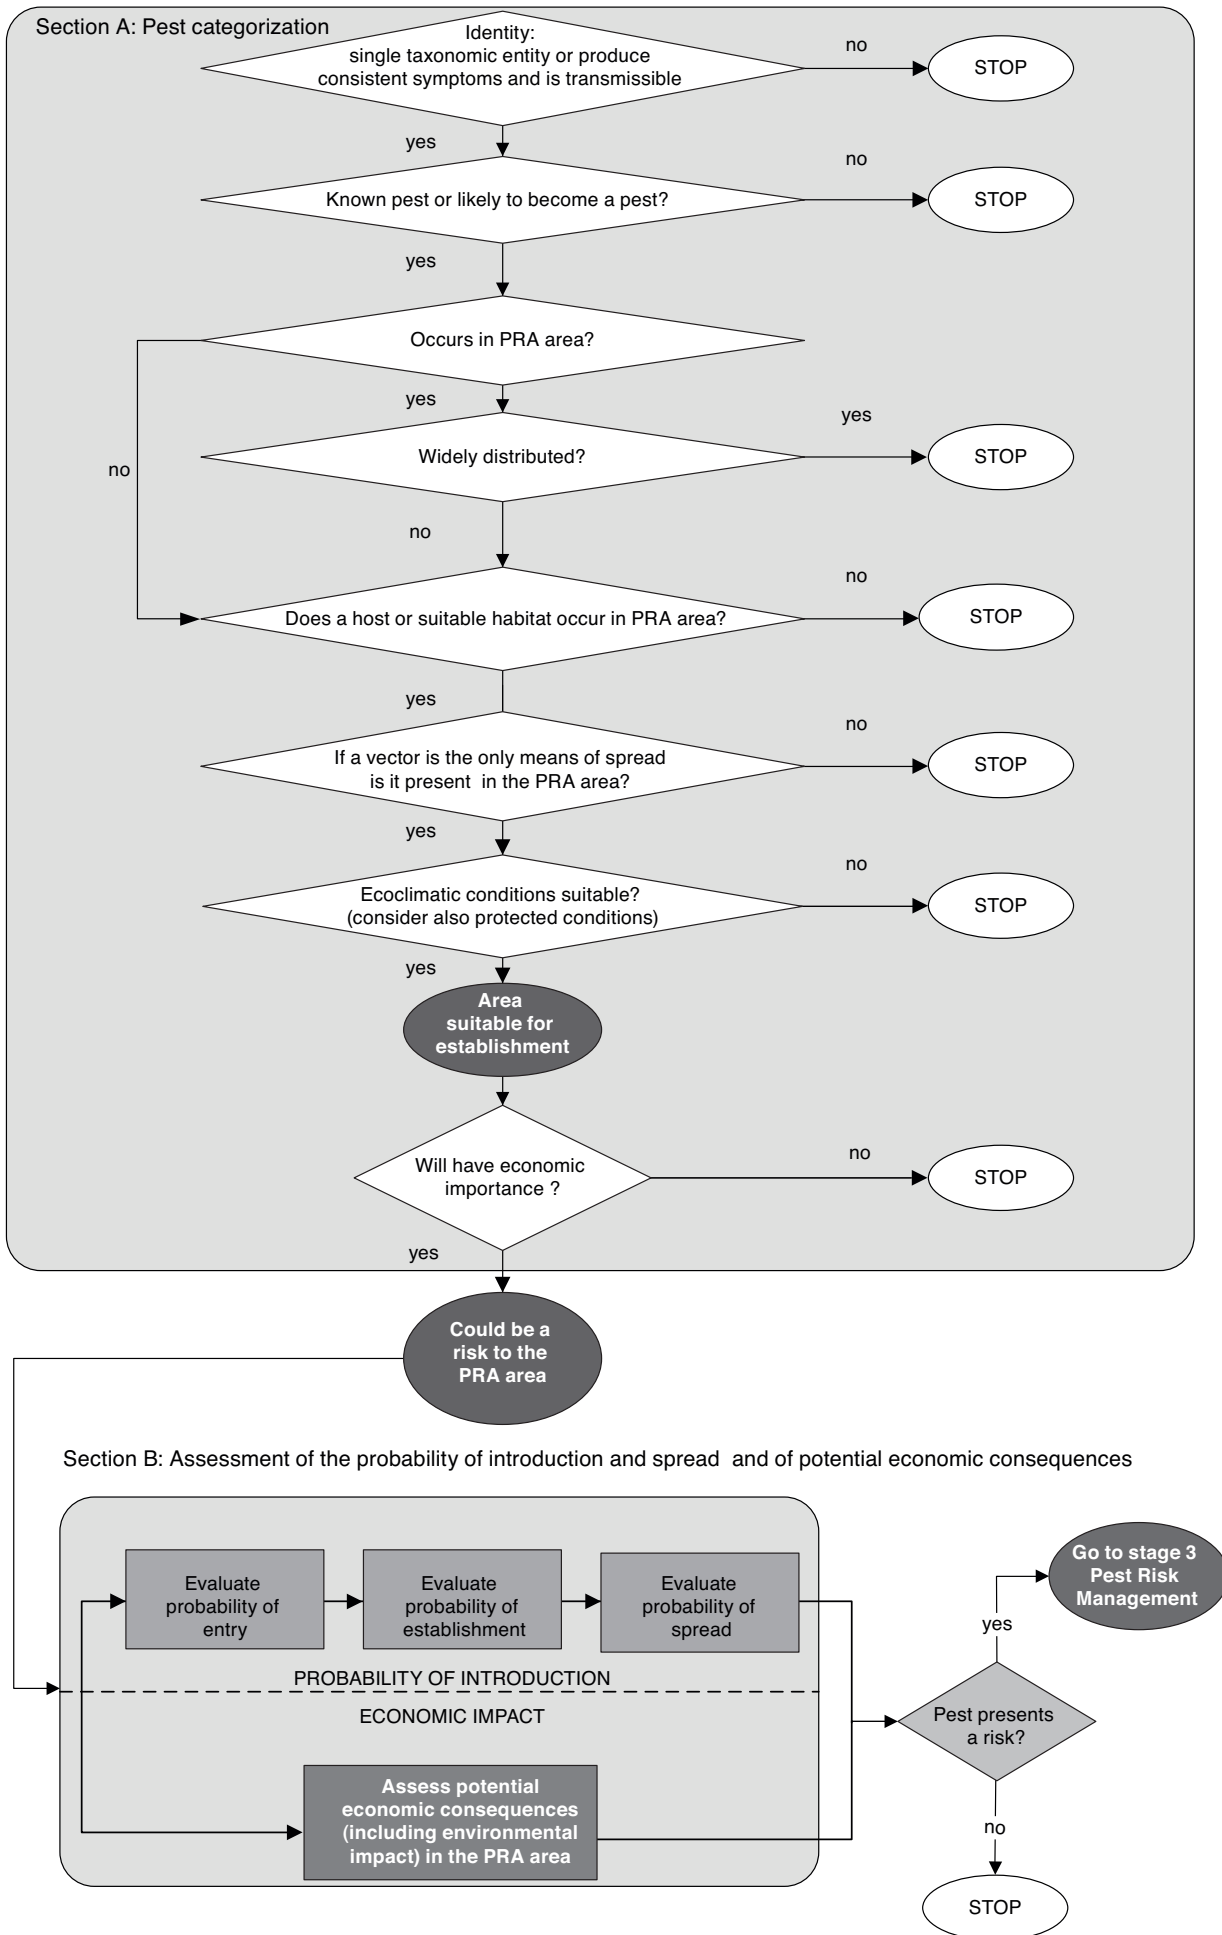 Section A: Pest categorization
Identity:
single taxonomic entity or produce
consistent symptoms and is transmissible
no
STOP
yes
Known pest or likely to become a pest?
no
STOP
yes
Occurs in PRA area?
yes
no
Widely distributed?
yes
STOP
no
Does a host or suitable habitat occur in PRA area?
no
STOP
yes
If a vector is the only means of spread
is it present in the PRA area?
no
STOP
yes
Ecoclimatic conditions suitable?
(consider also protected conditions)
no
STOP
yes
Area
suitable for
establishment
Will have economic
importance ?
no
STOP
yes
Could be a
risk to the
PRA area
Section B: Assessment of the probability of introduction and spread and of potential economic consequences
Evaluate
probability of
entry
Evaluate
probability of
establishment
Evaluate
probability of
spread
PROBABILITY OF INTRODUCTION
ECONOMIC IMPACT
Assess potential
economic consequences
(including environmental
impact) in the PRA area
Go to stage 3
Pest Risk
Management
yes
Pest presents
a risk?
no
STOP